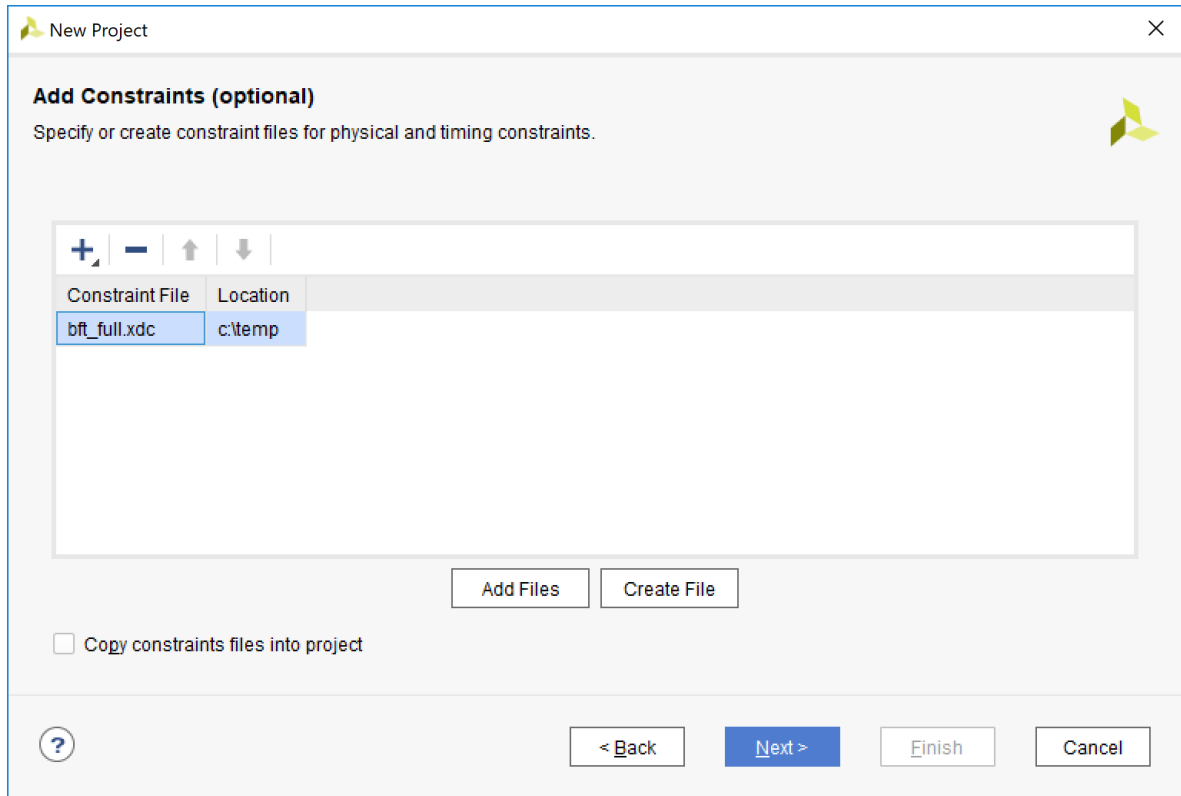 New Project
Add Constraints (optional)
Specify or create constraint files for physical and timing constraints.
Constraint File Location
bft_full.xdc c:\temp
Add Files Create File
Copy constraints files into project
? < Back Next > Finish Cancel